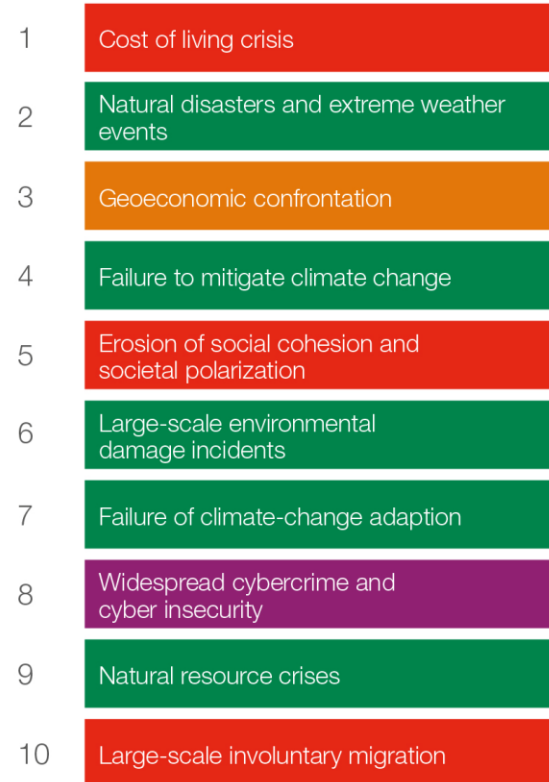 1 Cost of living crisis
2 Natural disasters and extreme weather
events
3 Geoeconomic confrontation
4 Failure to mitigate climate change
5 Erosion of social cohesion and
societal polarization
6 Large-scale environmental
damage incidents
7 Failure of climate-change adaption
8 Widespread cybercrime and
cyber insecurity
9 Natural resource crises
10 Large-scale involuntary migration